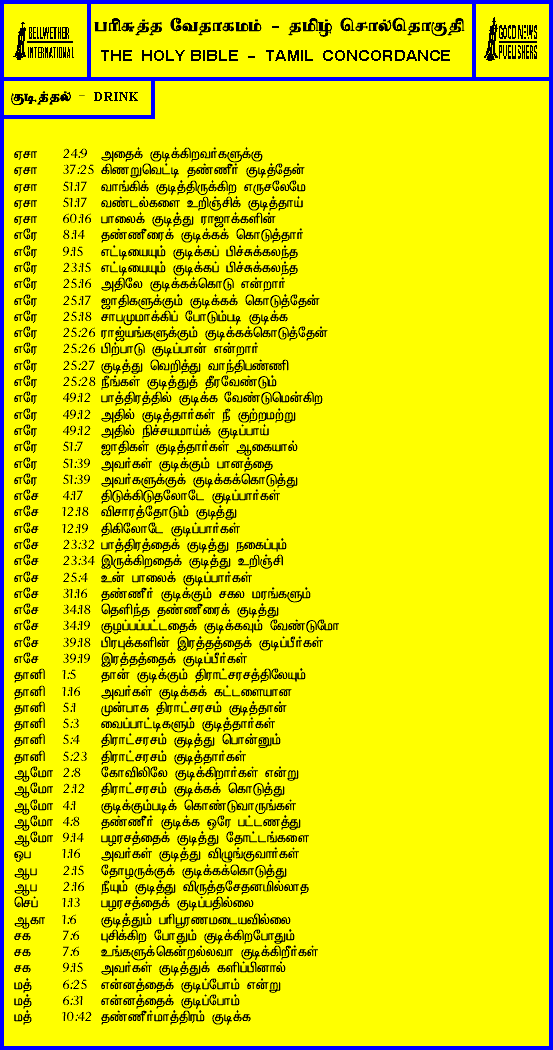 BELLWETHER
INTERNATIONAL
பரிசுத்த வேதாகமம் - தமிழ் சொல்தொகுதி
THE HOLY BIBLE - TAMIL CONCORDANCE
GOOD NEWS
PUBLISHERS
குடித்தல் - DRINK
ஏசா 24:9 அதைக் குடிக்கிறவர்களுக்கு
ஏசா 37:25 கிணறுவெட்டி தண்ணீர் குடித்தேன்
ஏசா 51:17 வாங்கிக் குடித்திருக்கிற எருசலேமே
ஏசா 51:17 வண்டல்களை உறிஞ்சிக் குடித்தாய்
ஏசா 60:16 பாலைக் குடித்து ராஜாக்களின்
எரே 8:14 தண்ணீரைக் குடிக்கக் கொடுத்தார்
எரே 9:15 எட்டியையும் குடிக்கப் பிச்சுக்கலந்த
எரே 23:15 எட்டியையும் குடிக்கப் பிச்சுக்கலந்த
எரே 25:16 அதிலே குடிக்கக்கொடு என்றார்
எரே 25:17 ஜாதிகளுக்கும் குடிக்கக் கொடுத்தேன்
எரே 25:18 சாபமுமாக்கிப் போடும்படி குடிக்க
எரே 25:26 ராஜ்யங்களுக்கும் குடிக்கக்கொடுத்தேன்
எரே 25:26 பிற்பாடு குடிப்பான் என்றார்
எரே 25:27 குடித்து வெறித்து வாந்திபண்ணி
எரே 25:28 நீங்கள் குடித்துத் தீரவேண்டும்
எரே 49:12 பாத்திரத்தில் குடிக்க வேண்டுமென்கிற
எரே 49:12 அதில் குடித்தார்கள் நீ குற்றமற்று
எரே 49:12 அதில் நிச்சயமாய்க் குடிப்பாய்
எரே 51:7 ஜாதிகள் குடித்தார்கள் ஆகையால்
எரே 51:39 அவர்கள் குடிக்கும் பானத்தை
எரே 51:39 அவர்களுக்குக் குடிக்கக்கொடுத்து
எசே 4:17 திடுக்கிடுதலோடே குடிப்பார்கள்
எசே 12:18 விசாரத்தோடும் குடித்து
எசே 12:19 திகிலோடே குடிப்பார்கள்
எசே 23:32 பாத்திரத்தைக் குடித்து நகைப்பும்
எசே 23:34 இருக்கிறதைக் குடித்து உறிஞ்சி
எசே 25:4 உன் பாலைக் குடிப்பார்கள்
எசே 31:16 தண்ணீர் குடிக்கும் சகல மரங்களும்
எசே 34:18 தெளிந்த தண்ணீரைக் குடித்து
எசே 34:19 குழப்பப்பட்டதைக் குடிக்கவும் வேண்டுமோ
எசே 39:18 பிரபுக்களின் இரத்தத்தைக் குடிப்பீர்கள்
எசே 39:19 இரத்தத்தைக் குடிப்பீர்கள்
தானி 1:5 தான் குடிக்கும் திராட்சரசத்திலேயும்
தானி 1:16 அவர்கள் குடிக்கக் கட்டளையான
தானி 5:1 முன்பாக திராட்சரசம் குடித்தான்
தானி 5:3 வைப்பாட்டிகளும் குடித்தார்கள்
தானி 5:4 திராட்சரசம் குடித்து பொன்னும்
தானி 5:23 திராட்சரசம் குடித்தார்கள்
ஆமோ 2:8 கோவிலிலே குடிக்கிறார்கள் என்று
ஆமோ 2:12 திராட்சரசம் குடிக்கக் கொடுத்து
ஆமோ 4:1 குடிக்கும்படிக் கொண்டுவாருங்கள்
ஆமோ 4:8 தண்ணீர் குடிக்க ஒரே பட்டணத்து
ஆமோ 9:14 பழரசத்தைக் குடித்து தோட்டங்களை
ஒப 1:16 அவர்கள் குடித்து விழுங்குவார்கள்
ஆப 2:15 தோழருக்குக் குடிக்கக்கொடுத்து
ஆப 2:16 நீயும் குடித்து விருத்தசேதனமில்லாத
செப் 1:13 பழரசத்தைக் குடிப்பதில்லை
ஆகா 1:6 குடித்தும் பரிபூரணமடையவில்லை
சக 7:6 புசிக்கிற போதும் குடிக்கிறபோதும்
சக 7:6 உங்களுக்கென்றல்லவா குடிக்கிறீர்கள்
சக 9:15 அவர்கள் குடித்துக் களிப்பினால்
மத் 6:25 என்னத்தைக் குடிப்போம் என்று
மத் 6:31 என்னத்தைக் குடிப்போம்
மத் 10:42 தண்ணீர்மாத்திரம் குடிக்க